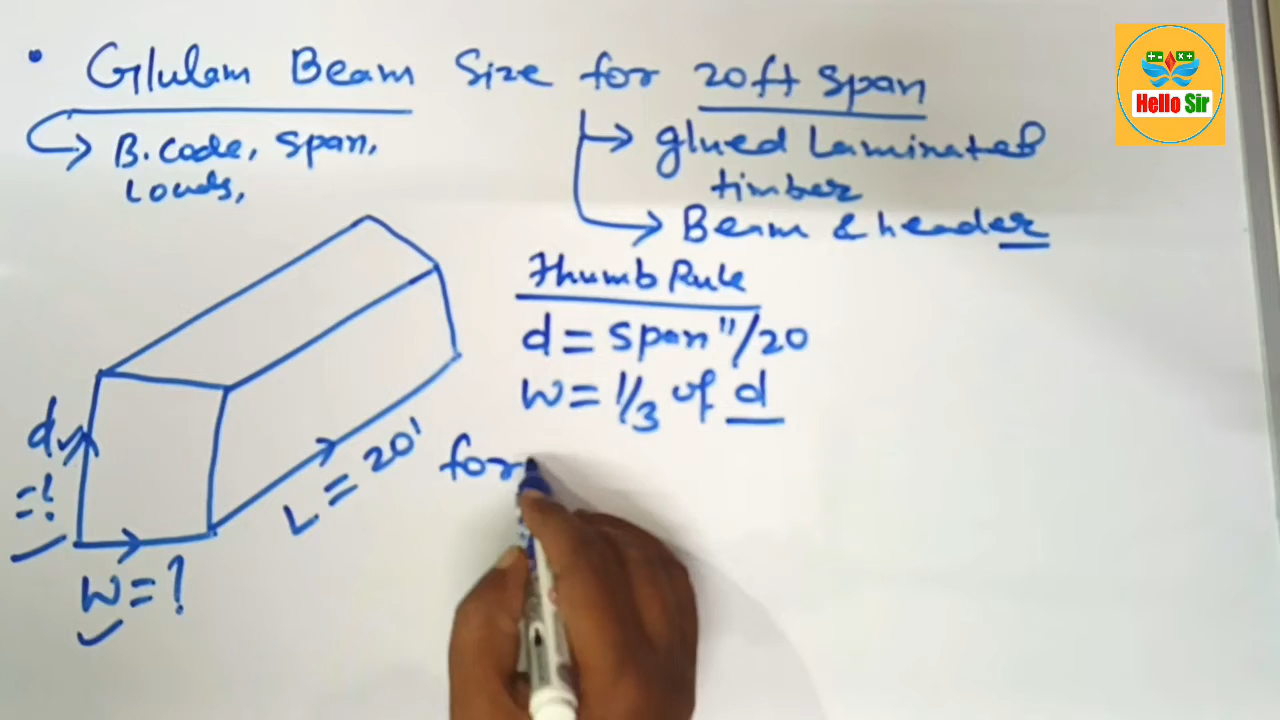 • Glulam Beam Size for 20ft span
B. Code, span,
Loads,
glued Laminated
timber
Beam & header
Thumb Rule
d = span"/20
W = 1/3 of d
d
= ?
W = ?
L = 20'
for
Hello Sir